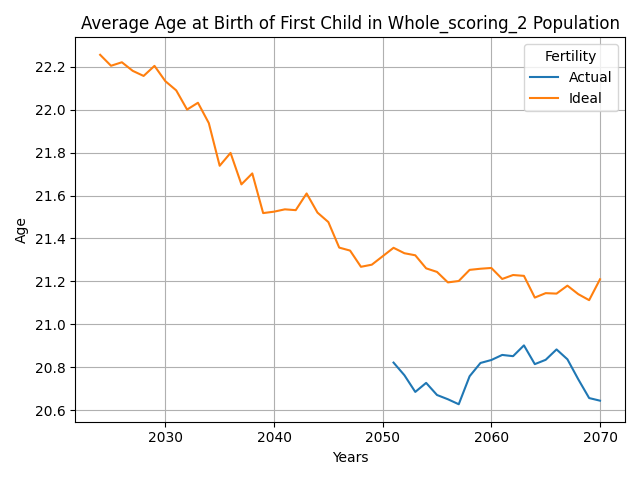 Average Age at Birth of First Child in Whole_scoring_2 Population
Fertility
Actual
Ideal
Age
22.2
22.0
21.8
21.6
21.4
21.2
21.0
20.8
20.6
2030 2040 2050 2060 2070
Years